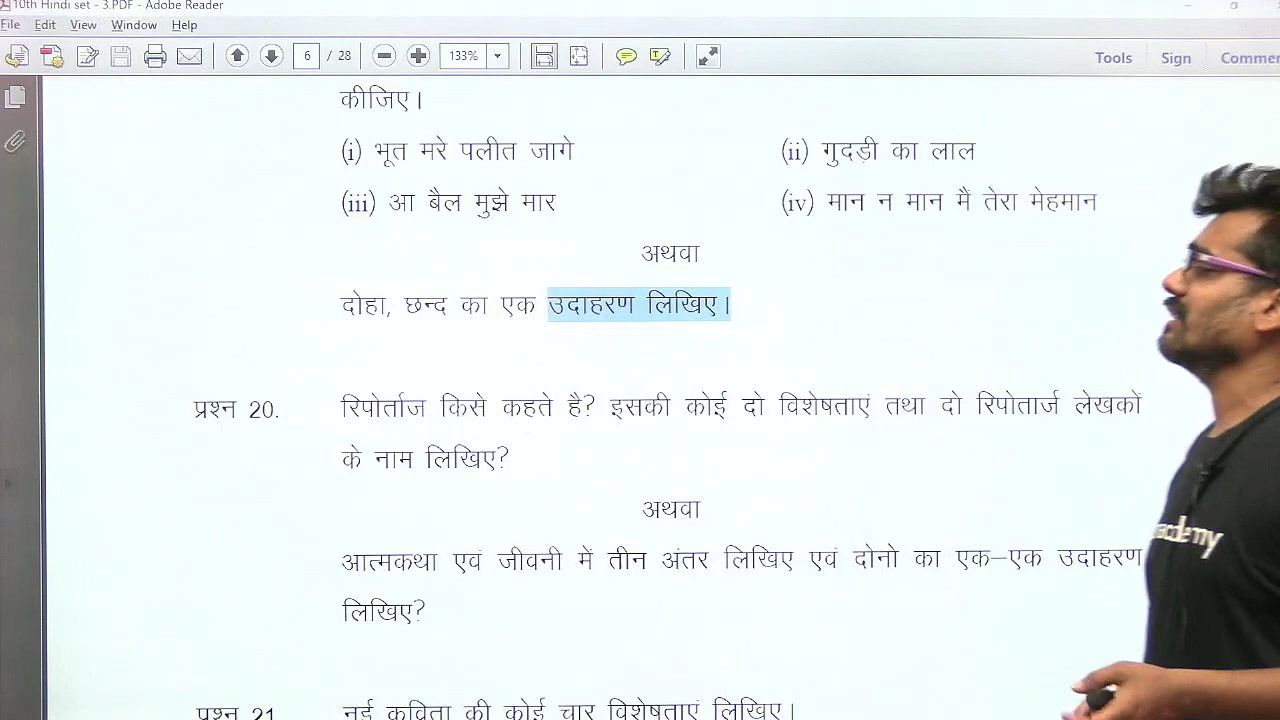 10th Hindi set - 3.PDF - Adobe Reader
File Edit View Window Help
6 / 28 133% Tools Sign Commen
कीजिए।
(i) भूत मरे पलीत जागे (ii) गुदड़ी का लाल
(iii) आ बैल मुझे मार (iv) मान न मान मैं तेरा मेहमान
अथवा
दोहा, छन्द का एक उदाहरण लिखिए।
प्रश्न 20. रिपोर्ताज किसे कहते है? इसकी कोई दो विशेषताएं तथा दो रिपोतार्ज लेखकों
के नाम लिखिए?
अथवा
आत्मकथा एवं जीवनी में तीन अंतर लिखिए एवं दोनो का एक–एक उदाहरण
लिखिए?
प्रश्न 21 नई कविता की कोई चार विशेषताएं लिखिए।